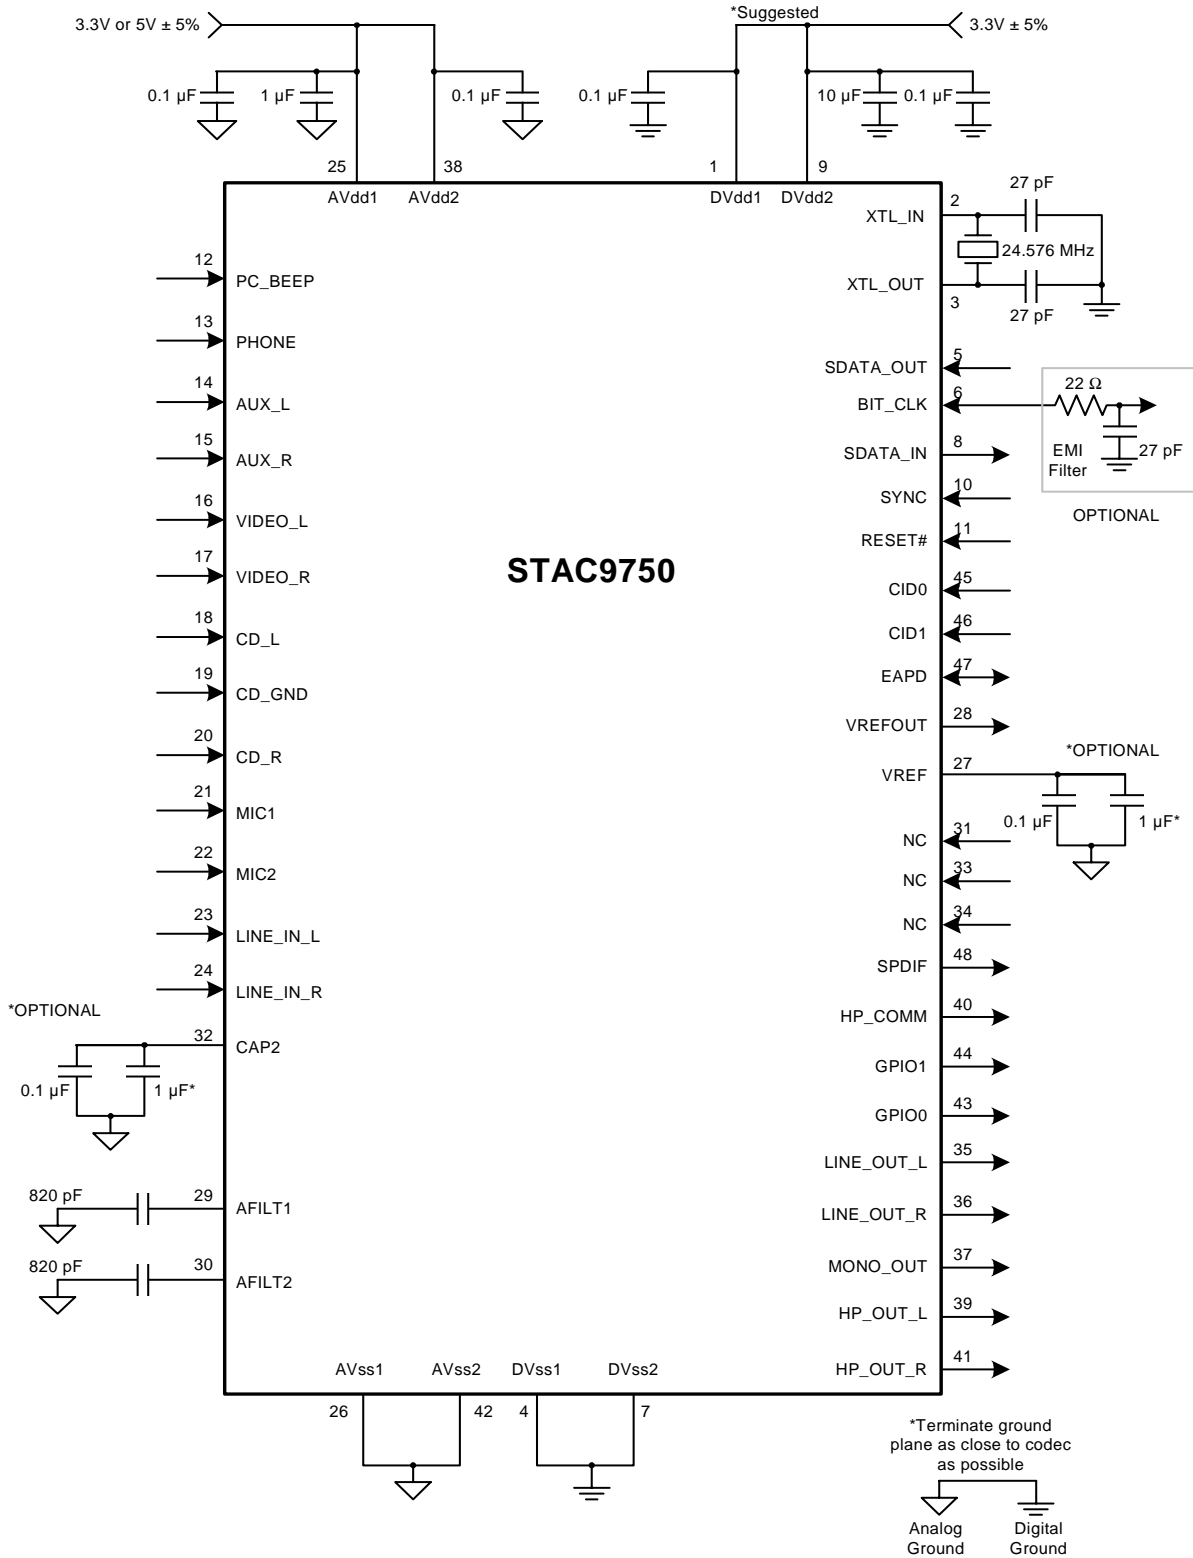 3.3V or 5V ± 5%
*Suggested
3.3V ± 5%
0.1 µF
1 µF
0.1 µF
0.1 µF
10 µF
0.1 µF
25
38
1
9
AVdd1
AVdd2
DVdd1
DVdd2
STAC9750
12
PC_BEEP
13
PHONE
14
AUX_L
15
AUX_R
16
VIDEO_L
17
VIDEO_R
18
CD_L
19
CD_GND
20
CD_R
21
MIC1
22
MIC2
23
LINE_IN_L
24
LINE_IN_R
*OPTIONAL
32
CAP2
0.1 µF
1 µF*
820 pF
29
AFILT1
820 pF
30
AFILT2
XTL_IN
2
27 pF
24.576 MHz
XTL_OUT
3
27 pF
SDATA_OUT
5
BIT_CLK
6
22 Ω
EMI
Filter
27 pF
OPTIONAL
SDATA_IN
8
SYNC
10
RESET#
11
CID0
45
CID1
46
EAPD
47
VREFOUT
28
*OPTIONAL
VREF
27
0.1 µF
1 µF*
NC
31
NC
33
NC
34
SPDIF
48
HP_COMM
40
GPIO1
44
GPIO0
43
LINE_OUT_L
35
LINE_OUT_R
36
MONO_OUT
37
HP_OUT_L
39
HP_OUT_R
41
AVss1
AVss2
DVss1
DVss2
26
42
4
7
*Terminate ground
plane as close to codec
as possible
Analog
Ground
Digital
Ground